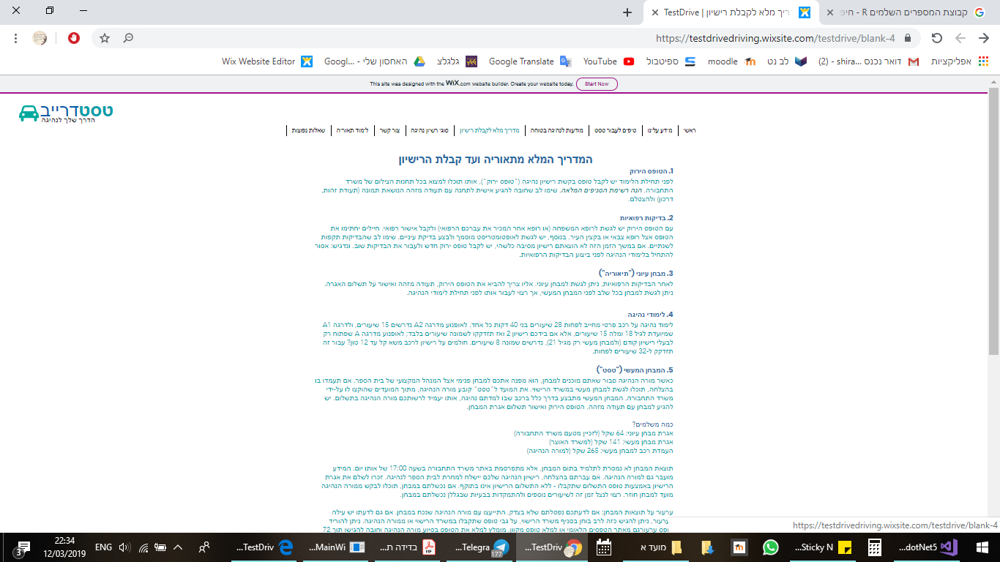 קבוצת המספרים השלמים R - חיפ
דריך מלא לקבלת רישיון | TestDrive
https://testdrivedriving.wixsite.com/testdrive/blank-4
אפליקציות
דואר נכנס - (2) shira...
לב נט
moodle
ספיטבול
YouTube
Google Translate
גלגלצ
האחסון שלי - Googl...
Wix Website Editor
This site was designed with the WiX.com website builder. Create your website today. Start Now
טסטדרייב
הדרך שלך לנהיגה
ראשי | מידע עלינו | טיפים לעבור טסט | מודעות לנהיגה בטוחה | מדריך מלא לקבלת רישיון | סוגי רשיון נהיגה | צור קשר | לימוד תאוריה | שאלות נפוצות
המדריך המלא מתאוריה ועד קבלת הרישיון
1. הטופס הירוק
לפני תחילת הלימוד יש לקבל טופס בקשת רישיון נהיגה ("טופס ירוק"), אותו תוכלו למצוא בכל תחנות הצילום של משרד
התחבורה. הנה רשימת הסניפים המלאה. שימו לב שחובה להגיע אישית לתחנה עם תעודה מזהה הנושאת תמונה (תעודת זהות,
דרכון) ולהצטלם.
2. בדיקות רפואיות
עם הטופס הירוק יש לגשת לרופא המשפחה (או רופא אחר המכיר את עברכם הרפואי) ולקבל אישור רפואי. חיילים יחתימו את
הטופס אצל רופא צבאי או בקצין העיר. בנוסף, יש לגשת לאופטומטריסט מוסמך ולבצע בדיקת עיניים. שימו לב שהבדיקות תקפות
לשנתיים. אם במשך הזמן הזה לא הוצאתם רישיון מסיבה כלשהי, יש לקבל טופס ירוק חדש ולעבור את הבדיקות שוב. ונדגיש: אסור
להתחיל בלימודי הנהיגה לפני ביצוע הבדיקות הרפואיות.
3. מבחן עיוני ("תיאוריה")
לאחר הבדיקות הרפואיות, ניתן לגשת למבחן עיוני. אליו צריך להביא את הטופס הירוק, תעודה מזהה ואישור על תשלום האגרה.
ניתן לגשת למבחן בכל שלב לפני המבחן המעשי, אך רצוי לעבור אותו לפני תחילת לימודי הנהיגה.
4. לימודי נהיגה
לימוד נהיגה על רכב פרטי מחייב לפחות 28 שיעורים בני 40 דקות כל אחד. לאופנוע מדרגה A2 נדרשים 15 שיעורים, ולדרגה A1
שמיועדת לגיל 18 ומלה 15 שיעורים, אלא אם בידכם רישיון 2 ואז תזדקקו לשמונה שיעורים בלבד; לאופנוע מדרגה A שפתוח רק
לבעלי רישיון קודם (ולמבחן מעשי רק מגיל 21), נדרשים שמונה 8 שיעורים. חולמים על רישיון לרכב משא קל עד 12 טון? עבור זה
תזדקק ל-32 שיעורים לפחות.
5. המבחן המעשי ("טסט")
כאשר מורה הנהיגה סבור שאתם מוכנים למבחן, הוא מפנה אתכם למבחן פנימי אצל המנהל המקצועי של בית הספר. אם תעמדו בו
בהצלחה, תוכלו לגשת למבחן מעשי במשרד הרישוי. את המועד ל"טסט" קובע מורה הנהיגה, מתוך המועדים שהוקצו לו על-ידי
משרד התחבורה. המבחן המעשי מתבצע בדרך כלל ברכב שבו למדתם נהיגה, אותו יעמיד לרשותכם מורה הנהיגה בתשלום. יש
להגיע למבחן עם תעודה מזהה, הטופס הירוק ואישור תשלום אגרת המבחן.
כמה משלמים?
אגרת מבחן עיוני: 64 שקל (לזכיין מטעם משרד התחבורה)
אגרת מבחן מעשי: 141 שקל (למשרד האוצר)
העמדת רכב למבחן מעשי: 265 שקל (למורה הנהיגה)
תוצאת המבחן לא נמסרת לתלמיד בתום המבחן, אלא מתפרסמת באתר משרד התחבורה בשעה 17:00 של אותו יום. המידע
מועבר גם למורה הנהיגה. אם עברתם בהצלחה, רישיון הנהיגה שלכם יישלח למחרת לבית הספר לנהיגה. זכרו לשלם את אגרת
הרישיון באמצעות טופס התשלום שתקבלו - ללא התשלום הרישיון אינו בתוקף. אם נכשלתם במבחן, תוכלו לבקש ממורה הנהיגה
מועד למבחן חוזר. רצוי לנצל זמן זה לשיעורים נוספים ולהתמקדות בבעיות שבגללן נכשלתם במבחן.
ערעור על תוצאות המבחן: אם לדעתכם נפסלתם שלא בצדק, התייעצו עם מורה הנהיגה שנכח במבחן. אם גם לדעתו יש עילה
ערעור, ניתן להגיש כזה לרב בוחן בסניף משרד הרישוי, על גבי טופס שתקבלו במשרד הרישוי או ממורה הנהיגה. ניתן להוריד
ופס ערעורגם מאתר הטפסים הלאומי או למלא טופס מקוון. מומלץ למלא את הטופס בסיוע מורה הנהיגה וחובה להגישו תוך 72
https://testdrivedriving.wixsite.com/testdrive/blank-4
...dotNet5
...Sticky N
מועד א
...TestDriv
...Telegra
177
בדידה ת...
...MainWi
...TestDriv
ENG
22:34
12/03/2019
3